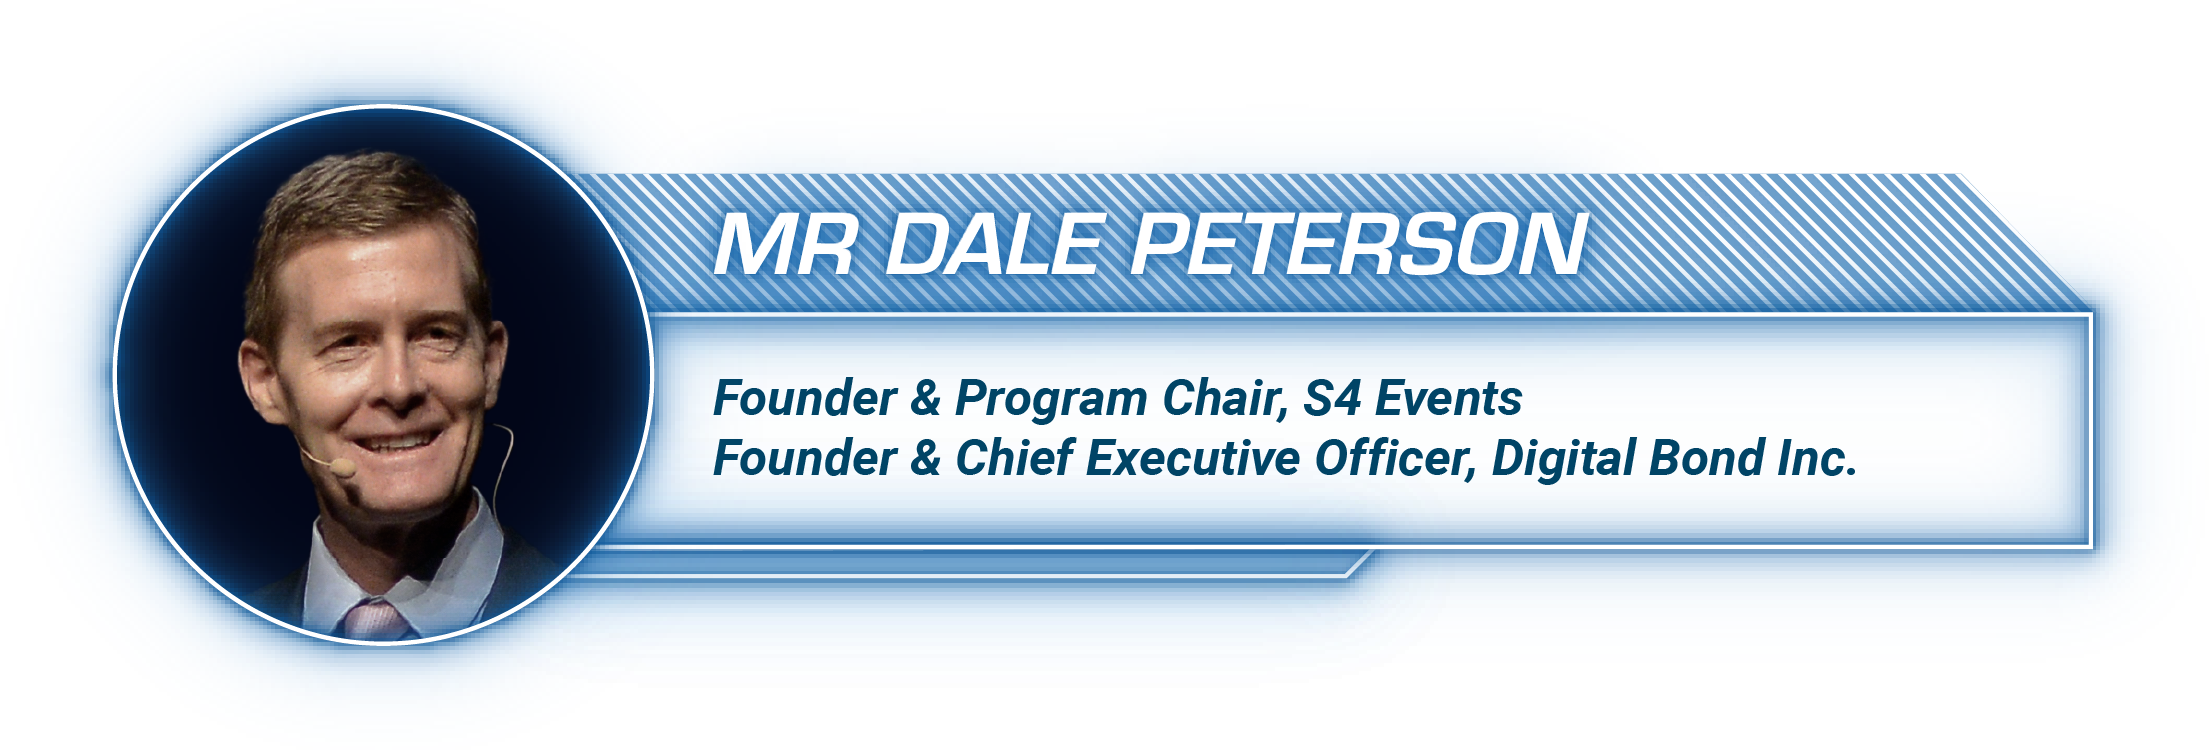 MR DALE PETERSON
Founder & Program Chair, S4 Events
Founder & Chief Executive Officer, Digital Bond Inc.